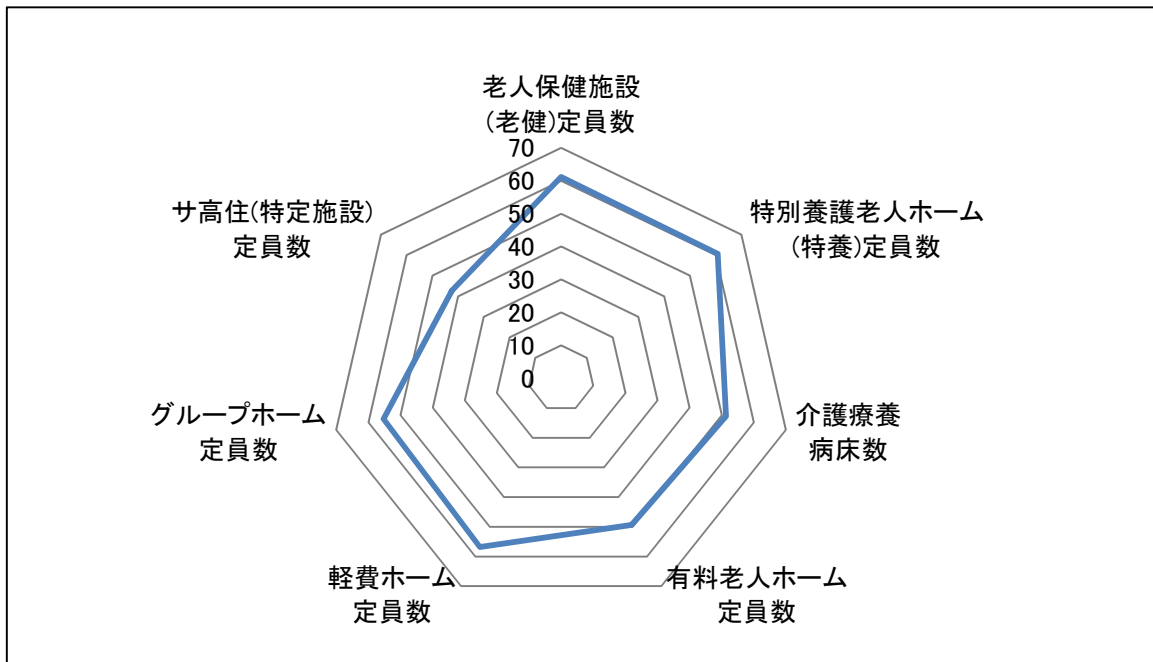 老人保健施設
(老健)定員数
70
60
50
40
30
20
10
0
特別養護老人ホーム
(特養)定員数
介護療養
病床数
有料老人ホーム
定員数
軽費ホーム
定員数
グループホーム
定員数
サ高住(特定施設)
定員数